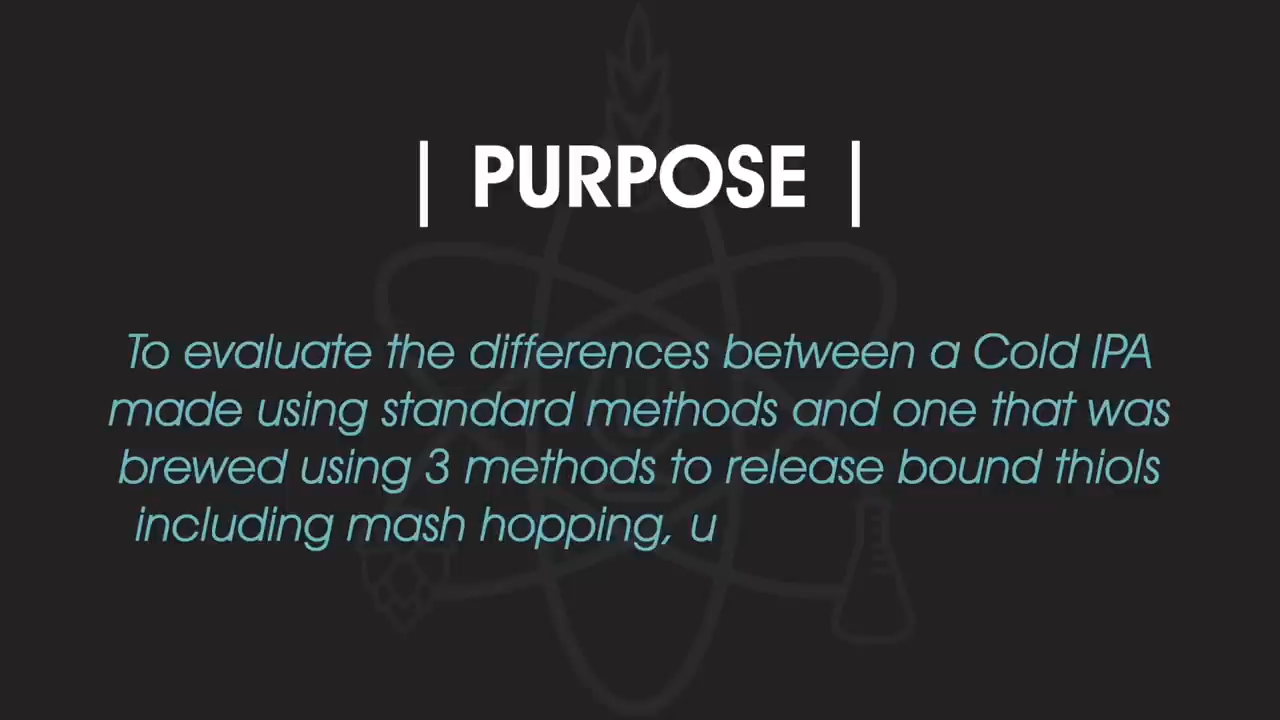 | PURPOSE |
To evaluate the differences between a Cold IPA
made using standard methods and one that was
brewed using 3 methods to release bound thiols
including mash hopping, u